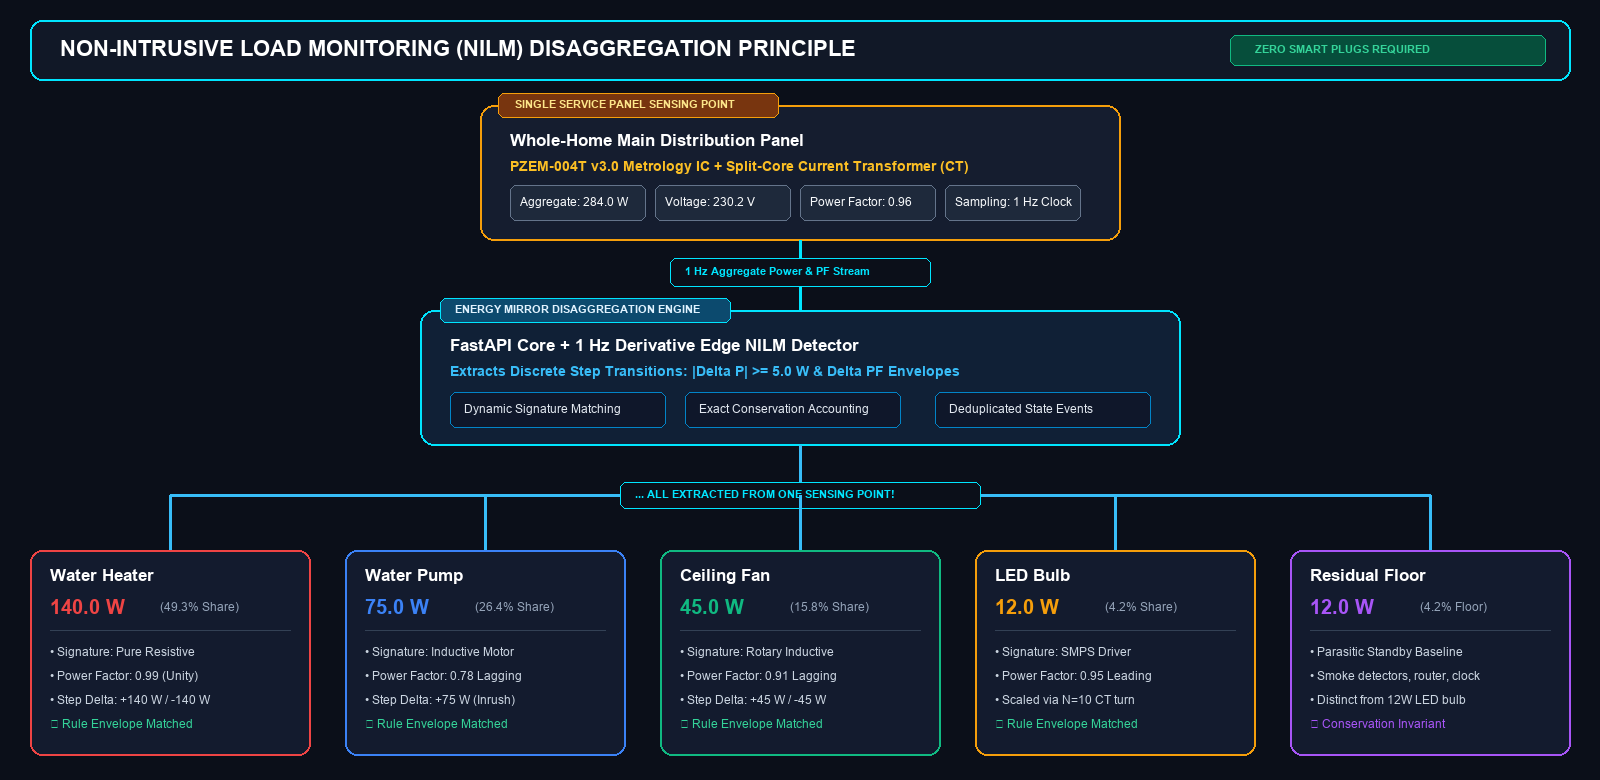 NON-INTRUSIVE LOAD MONITORING (NILM) DISAGGREGATION PRINCIPLE
ZERO SMART PLUGS REQUIRED
SINGLE SERVICE PANEL SENSING POINT
Whole-Home Main Distribution Panel
PZEM-004T v3.0 Metrology IC + Split-Core Current Transformer (CT)
Aggregate: 284.0 W
Voltage: 230.2 V
Power Factor: 0.96
Sampling: 1 Hz Clock
1 Hz Aggregate Power & PF Stream
ENERGY MIRROR DISAGGREGATION ENGINE
FastAPI Core + 1 Hz Derivative Edge NILM Detector
Extracts Discrete Step Transitions: |Delta P| >= 5.0 W & Delta PF Envelopes
Dynamic Signature Matching
Exact Conservation Accounting
Deduplicated State Events
... ALL EXTRACTED FROM ONE SENSING POINT!
Water Heater
140.0 W (49.3% Share)
• Signature: Pure Resistive
• Power Factor: 0.99 (Unity)
• Step Delta: +140 W / -140 W
▯ Rule Envelope Matched
Water Pump
75.0 W (26.4% Share)
• Signature: Inductive Motor
• Power Factor: 0.78 Lagging
• Step Delta: +75 W (Inrush)
▯ Rule Envelope Matched
Ceiling Fan
45.0 W (15.8% Share)
• Signature: Rotary Inductive
• Power Factor: 0.91 Lagging
• Step Delta: +45 W / -45 W
▯ Rule Envelope Matched
LED Bulb
12.0 W (4.2% Share)
• Signature: SMPS Driver
• Power Factor: 0.95 Leading
• Scaled via N=10 CT turn
▯ Rule Envelope Matched
Residual Floor
12.0 W (4.2% Floor)
• Parasitic Standby Baseline
• Smoke detectors, router, clock
• Distinct from 12W LED bulb
▯ Conservation Invariant